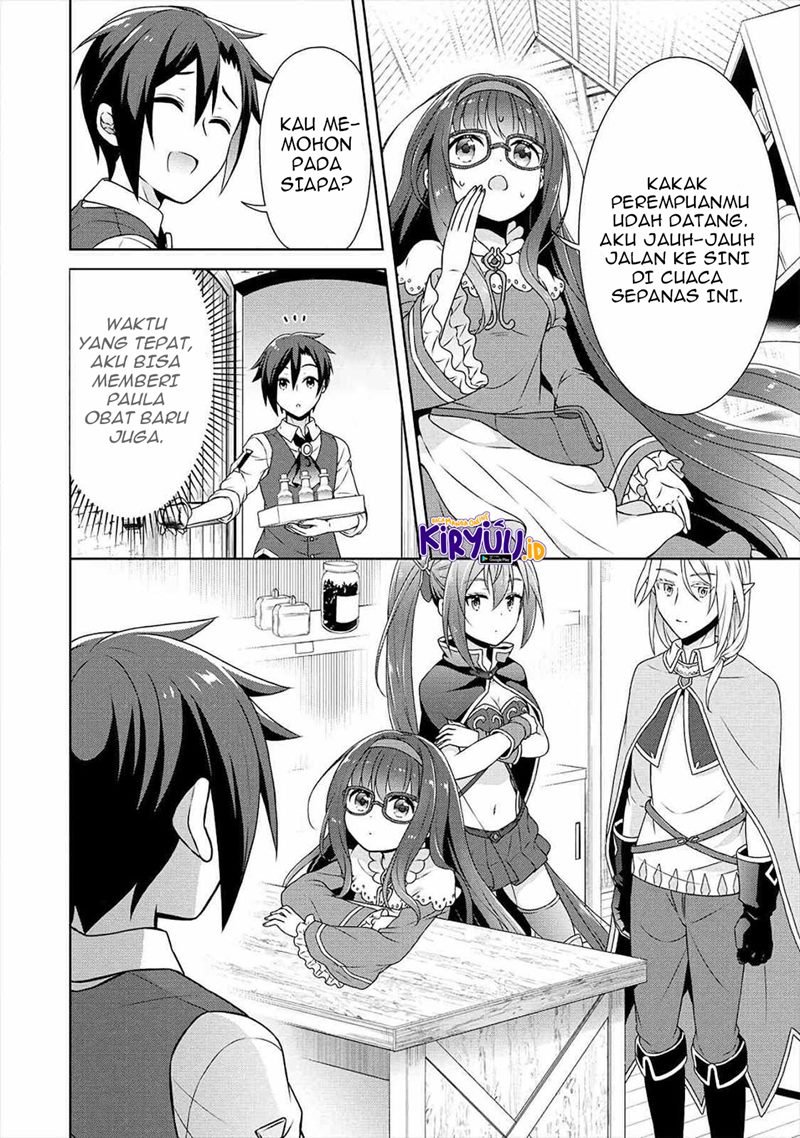 KAKAK
PEREMPUANMU
UDAH DATANG.
AKU JAUH-JAUH
JALAN KE SINI
DI CUACA
SEPANAS INI.
KAU ME-
MOHON
PADA
SIAPA?
WAKTU
YANG TEPAT,
AKU BISA
MEMBERI
PAULA
OBAT BARU
JUGA.
KIRYUU.ID